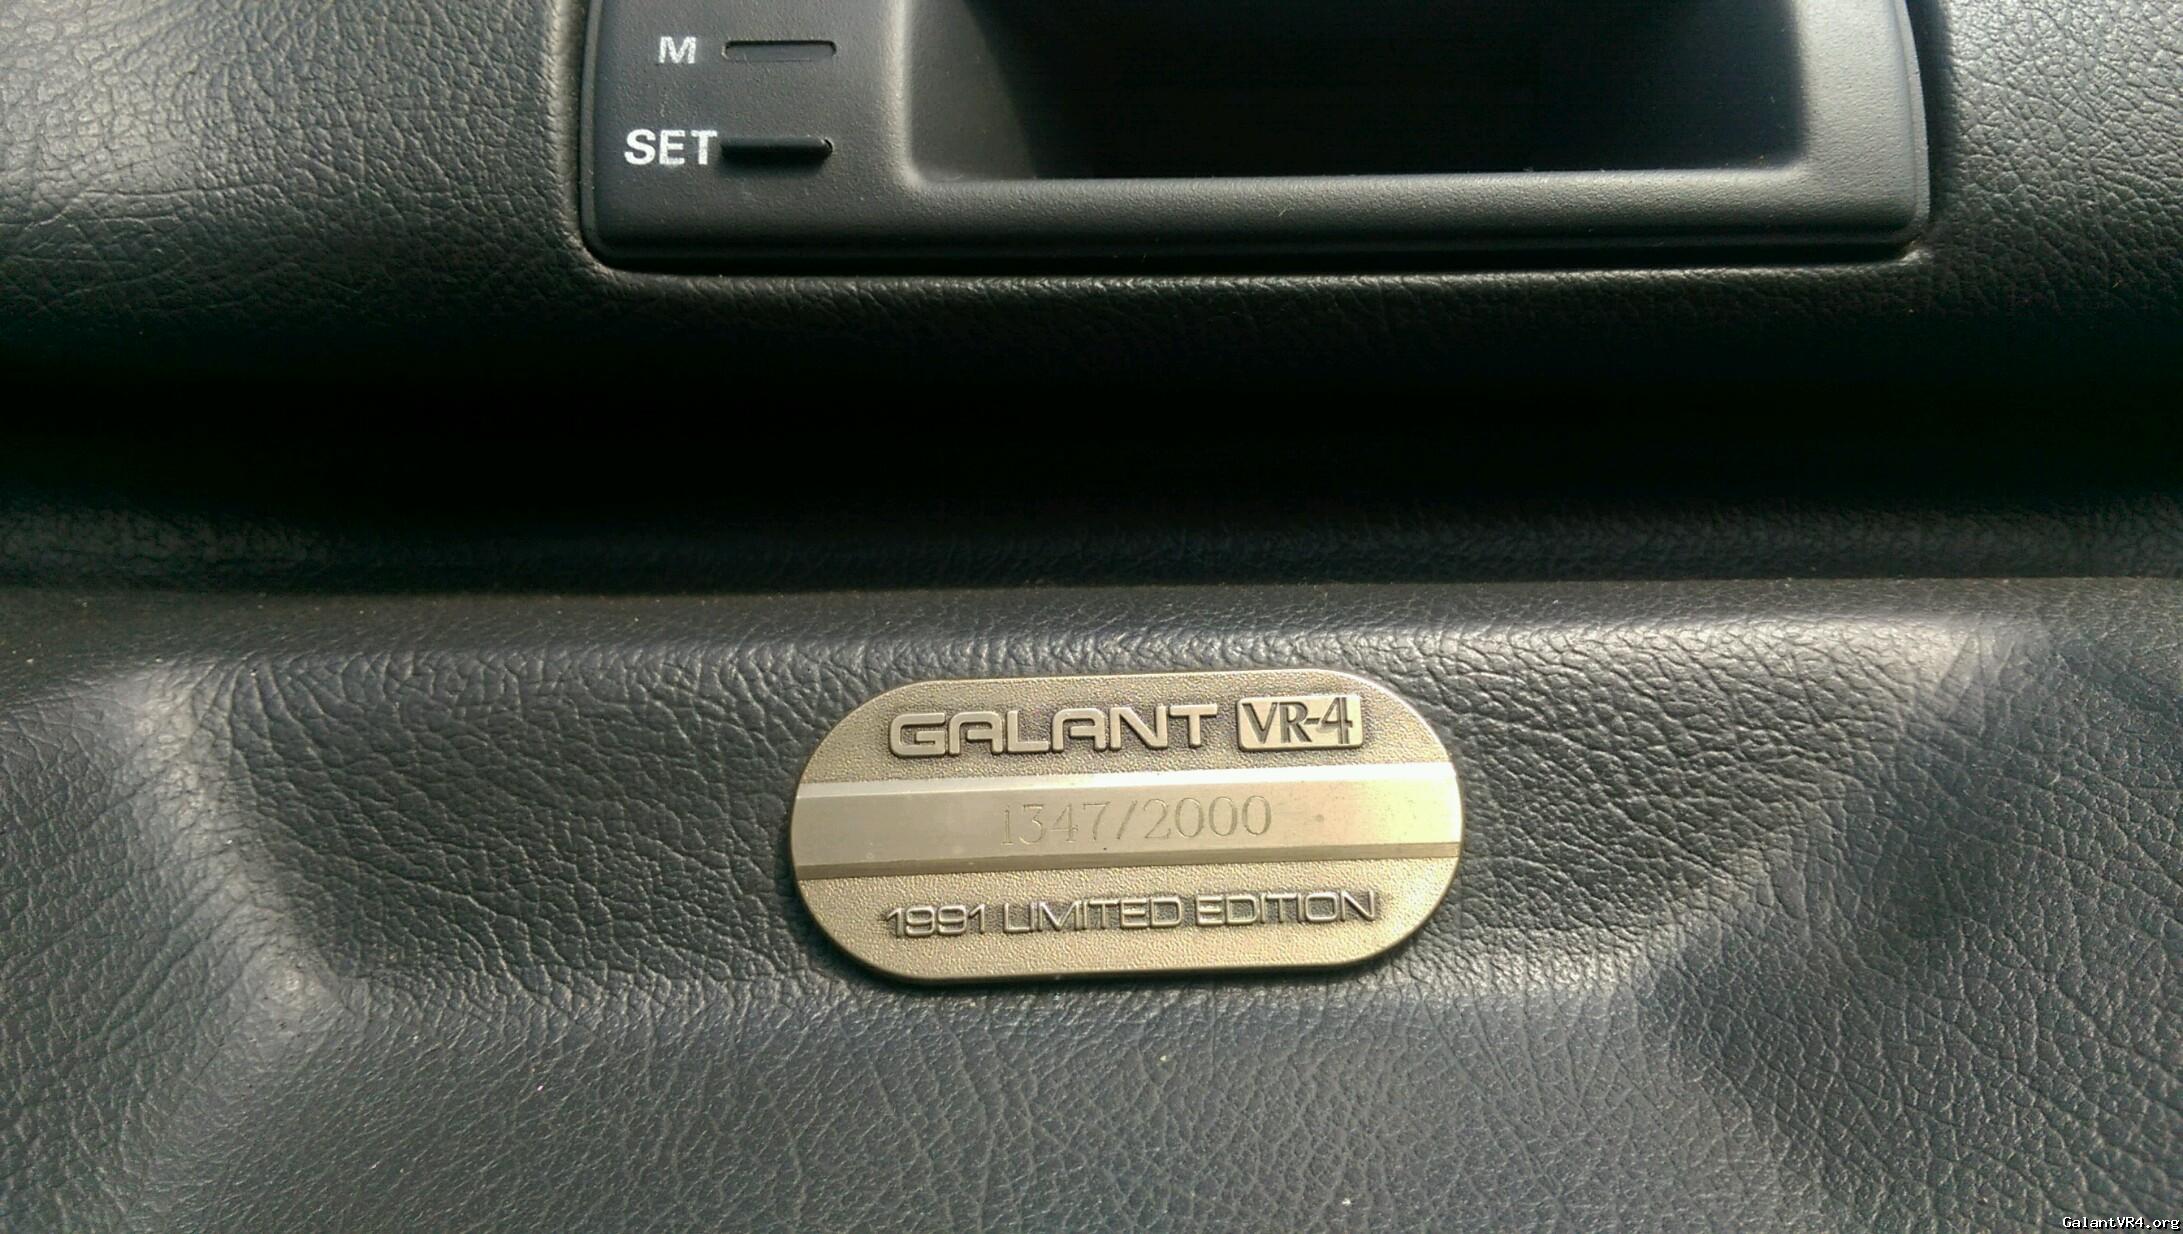 M
SET
GALANT VR-4
1347/2000
1991 LIMITED EDITION
GalantVR4.org